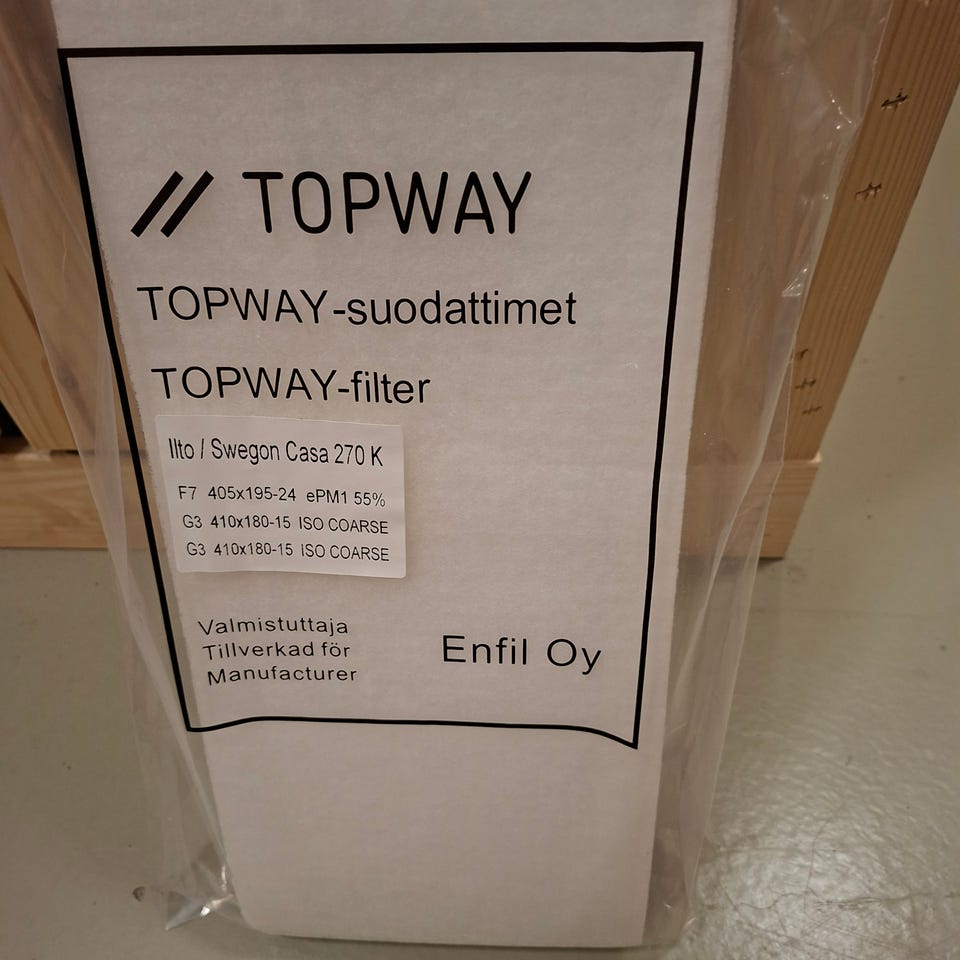 // TOPWAY
TOPWAY-suodattimet
TOPWAY-filter
Ilto / Swegon Casa 270 K
F7 405x195-24 ePM1 55%
G3 410x180-15 ISO COARSE
G3 410x180-15 ISO COARSE
Valmistuttaja
Tillverkad för
Manufacturer
Enfil Oy